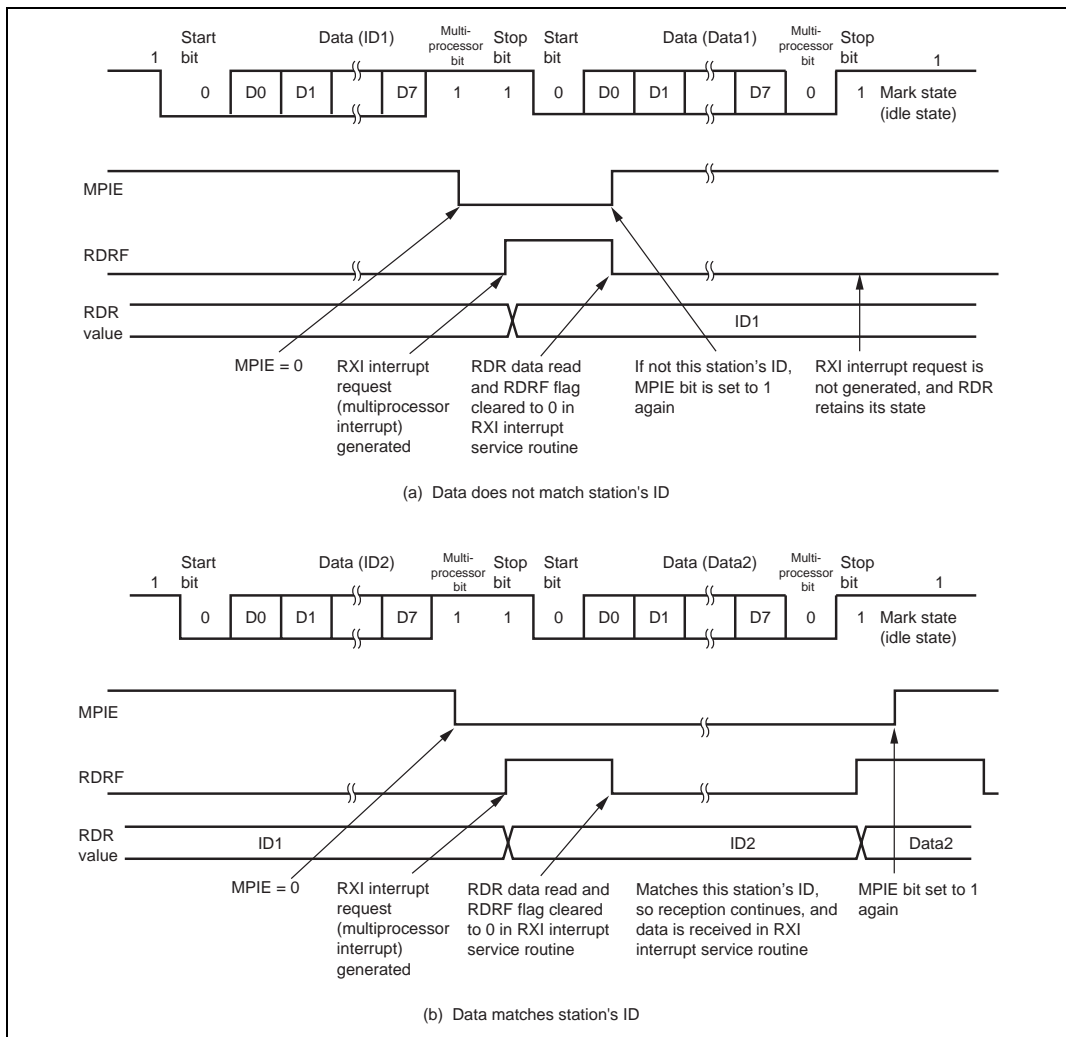 Start bit
Data (ID1)
Multi-processor bit
Stop bit
Start bit
Data (Data1)
Multi-processor bit
Stop bit
1
1
0 D0 D1 D7 1 1 0 D0 D1 D7 0 1 Mark state (idle state)
MPIE
RDRF
RDR value
ID1
MPIE = 0
RXI interrupt
request
(multiprocessor
interrupt)
generated
RDR data read
and RDRF flag
cleared to 0 in
RXI interrupt
service routine
If not this station's ID,
MPIE bit is set to 1
again
RXI interrupt request is
not generated, and RDR
retains its state
(a) Data does not match station's ID
Start bit
Data (ID2)
Multi-processor bit
Stop bit
Start bit
Data (Data2)
Multi-processor bit
Stop bit
1
1
0 D0 D1 D7 1 1 0 D0 D1 D7 0 1 Mark state (idle state)
MPIE
RDRF
RDR value
ID1
ID2
Data2
MPIE = 0
RXI interrupt
request
(multiprocessor
interrupt)
generated
RDR data read and
RDRF flag cleared
to 0 in RXI interrupt
service routine
Matches this station's ID,
so reception continues, and
data is received in RXI
interrupt service routine
MPIE bit set to 1
again
(b) Data matches station's ID